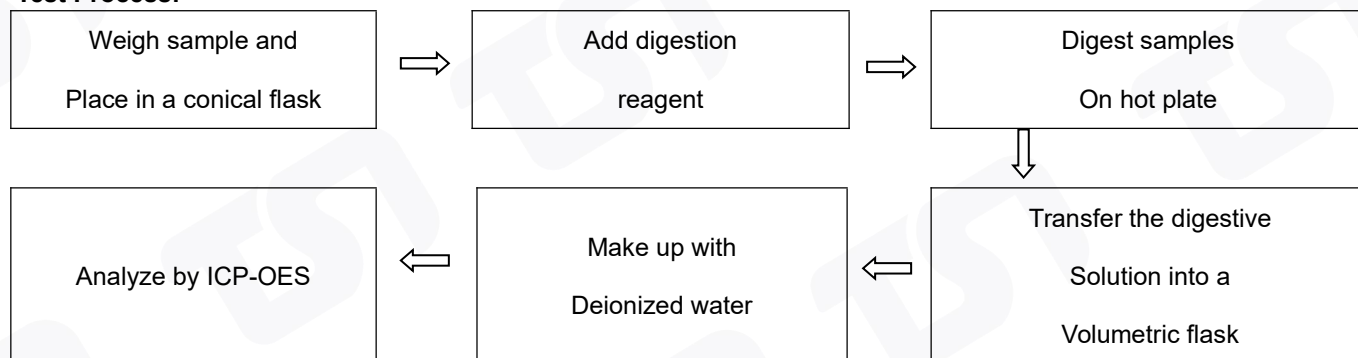 Test Process:
Weigh sample and
Place in a conical flask
Add digestion
reagent
Digest samples
On hot plate
Transfer the digestive
Solution into a
Volumetric flask
Make up with
Deionized water
Analyze by ICP-OES